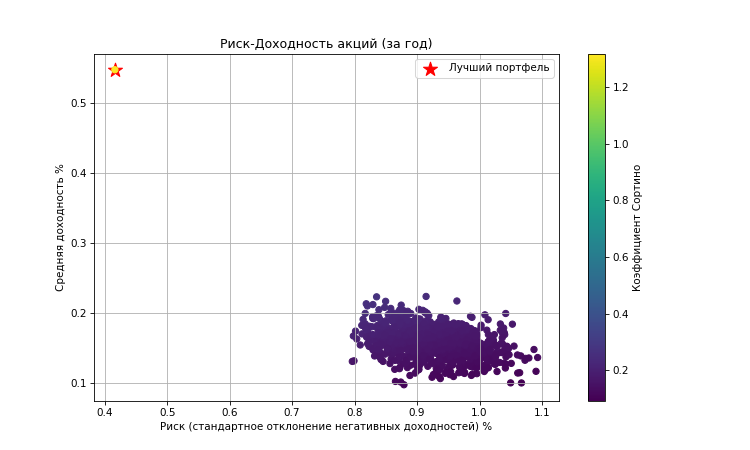 Риск-Доходность акций (за год)
Лучший портфель
Средняя доходность %
0.5
0.4
0.3
0.2
0.1
0.4 0.5 0.6 0.7 0.8 0.9 1.0 1.1
Риск (стандартное отклонение негативных доходностей) %
1.2
1.0
0.8
0.6
0.4
0.2
Коэффициент Сортино